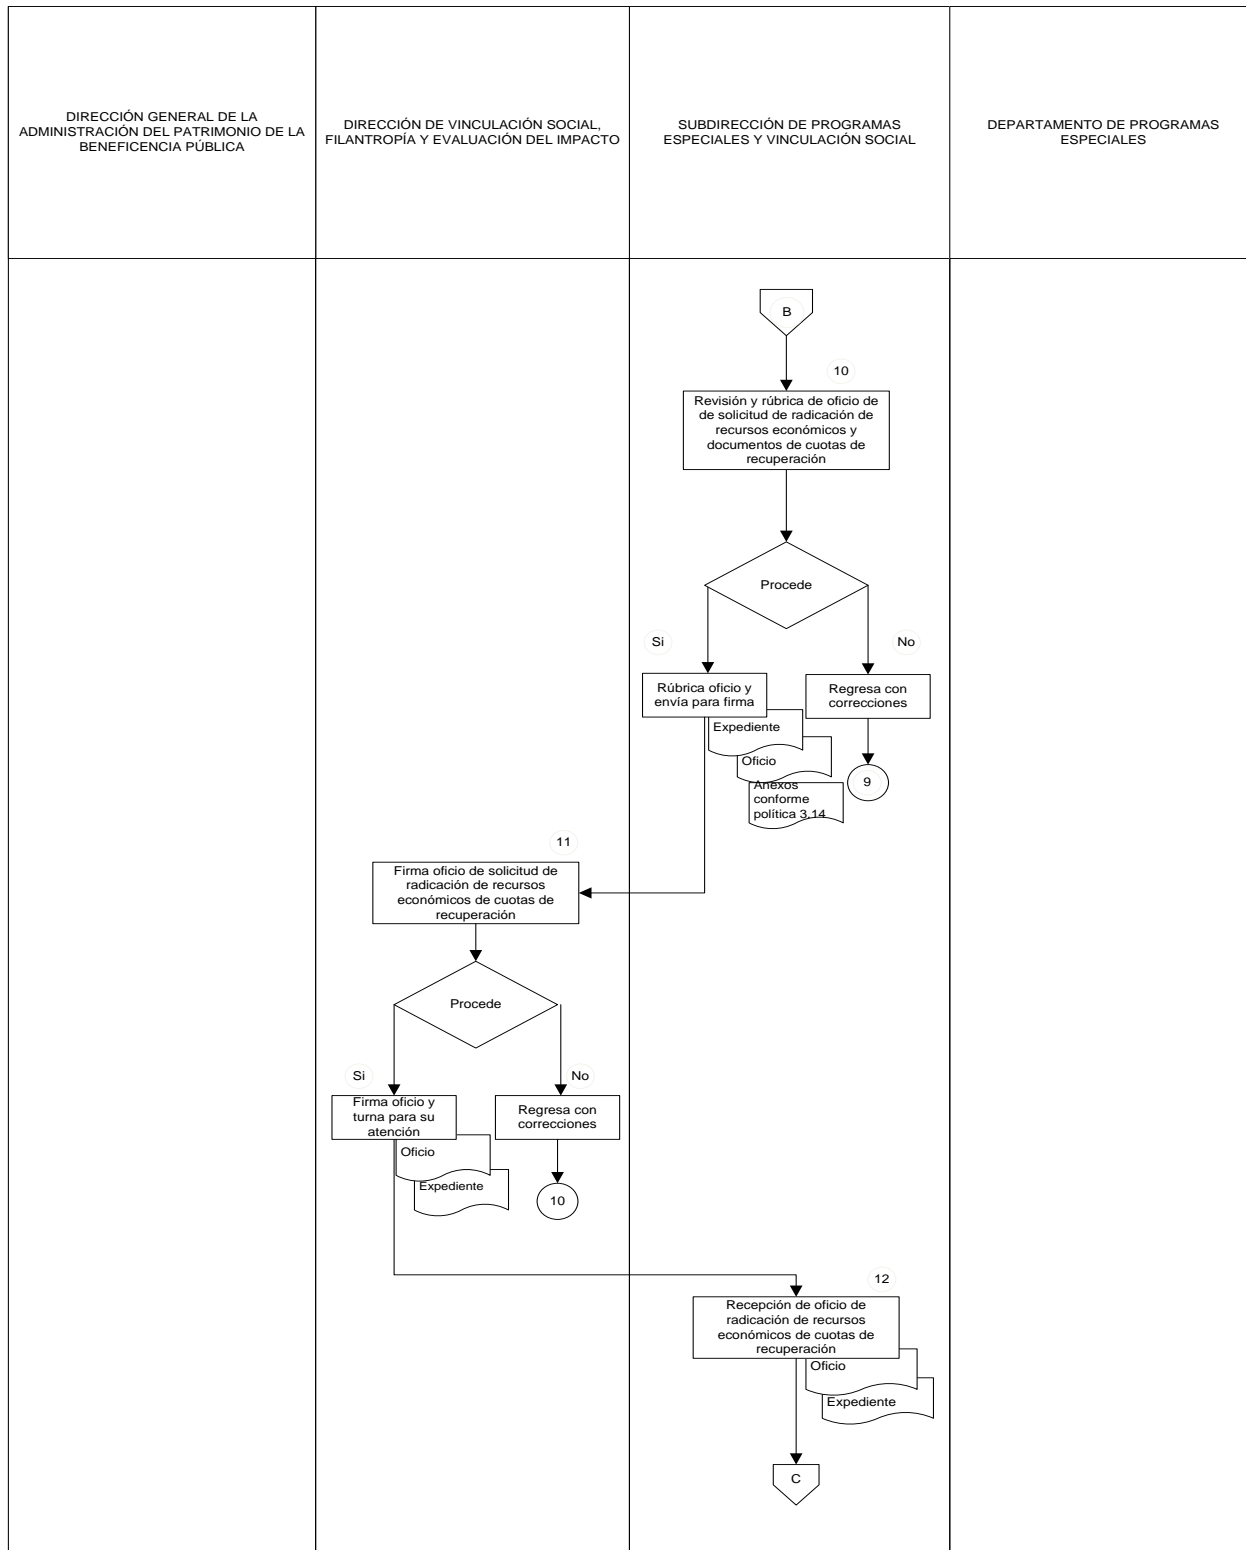 DIRECCIÓN GENERAL DE LA
ADMINISTRACIÓN DEL PATRIMONIO DE LA
BENEFICENCIA PÚBLICA
DIRECCIÓN DE VINCULACIÓN SOCIAL,
FILANTROPÍA Y EVALUACIÓN DEL IMPACTO
SUBDIRECCIÓN DE PROGRAMAS
ESPECIALES Y VINCULACIÓN SOCIAL
DEPARTAMENTO DE PROGRAMAS
ESPECIALES
B
10
Revisión y rúbrica de oficio de
de solicitud de radicación de
recursos económicos y
documentos de cuotas de
recuperación
Procede
Si
No
Rúbrica oficio y
envía para firma
Regresa con
correcciones
Expediente
Oficio
9
Anexos
conforme
política 3.14
11
Firma oficio de solicitud de
radicación de recursos
económicos de cuotas de
recuperación
Procede
Si
No
Firma oficio y
turna para su
atención
Regresa con
correcciones
Oficio
Expediente
10
12
Recepción de oficio de
radicación de recursos
económicos de cuotas de
recuperación
Oficio
Expediente
C